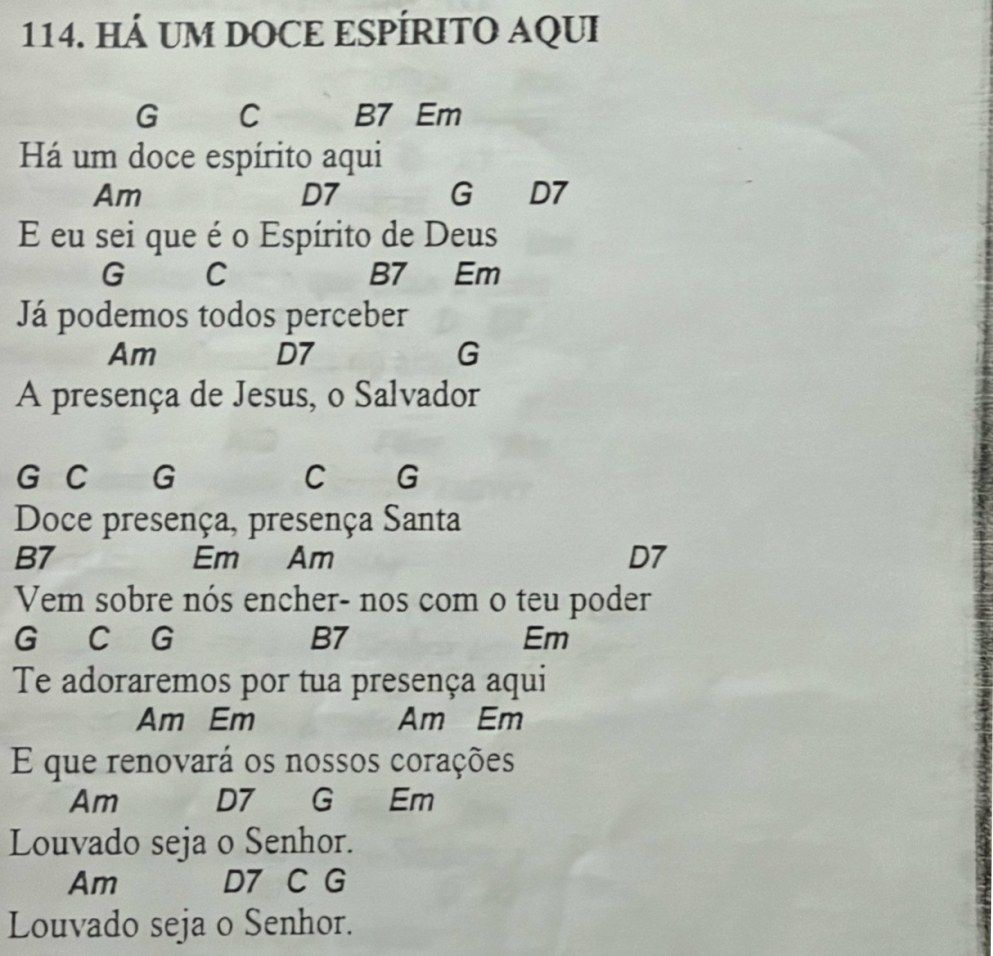 114. HÁ UM DOCE ESPÍRITO AQUI
G C B7 Em
Há um doce espírito aqui
Am D7 G D7
E eu sei que é o Espírito de Deus
G C B7 Em
Já podemos todos perceber
Am D7 G
A presença de Jesus, o Salvador
G C G C G
Doce presença, presença Santa
B7 Em Am D7
Vem sobre nós encher- nos com o teu poder
G C G B7 Em
Te adoraremos por tua presença aqui
Am Em Am Em
E que renovará os nossos corações
Am D7 G Em
Louvado seja o Senhor.
Am D7 C G
Louvado seja o Senhor.